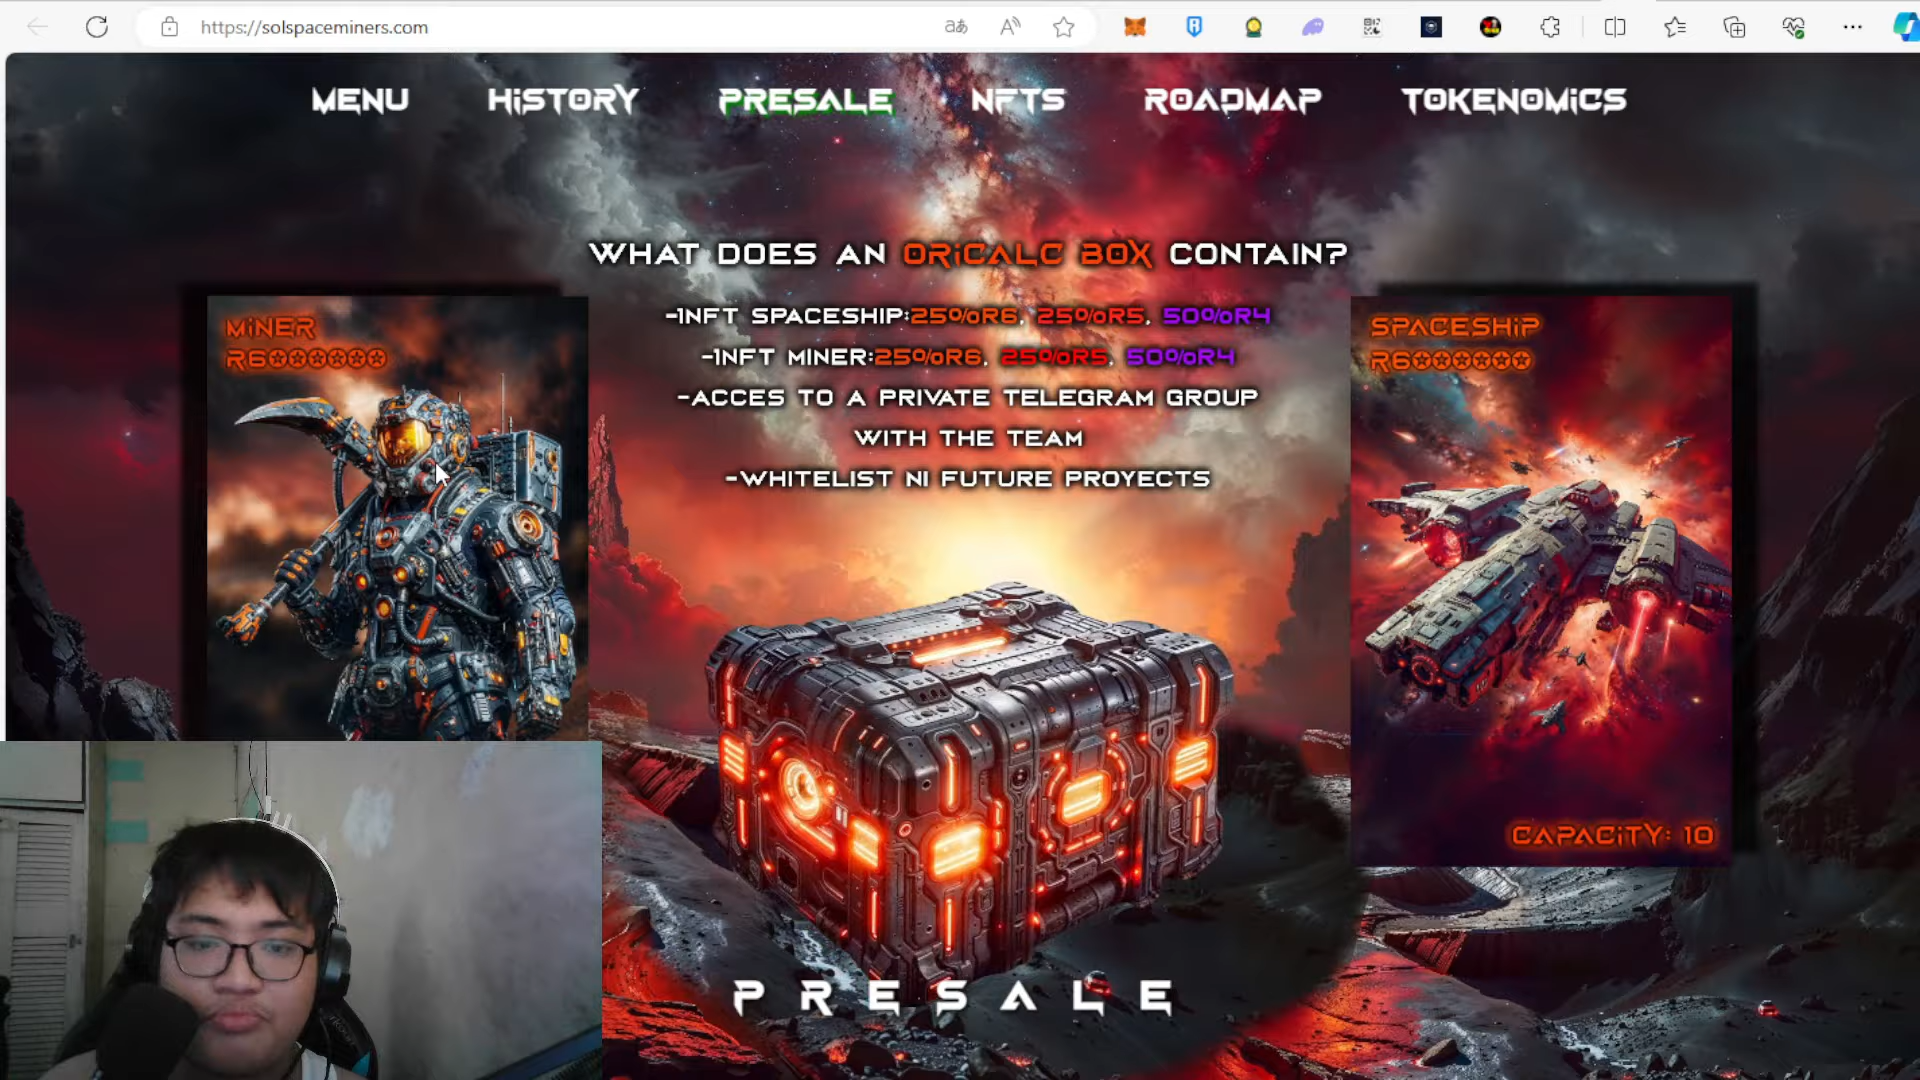 https://solspaceminers.com
MENU HiSTORY PRESALE NFTS ROADMAP TOKENOMiCS
WHAT DOES AN ORiCALC BOX CONTAIN?
-1NFT SPACESHIP:25%R6, 25%R5, 50%R4
-1NFT MINER:25%R6, 25%R5, 50%R4
-ACCES TO A PRIVATE TELEGRAM GROUP
WITH THE TEAM
-WHITELIST NI FUTURE PROYECTS
MiNER
R6✪✪✪✪✪✪
SPACESHiP
R6✪✪✪✪✪✪
CAPACiTY: 10
PRESALE